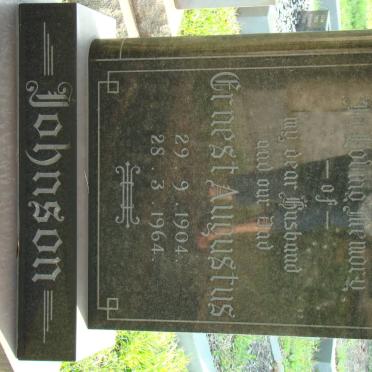 In Loving Memory
— of —
my dear Husband
and our Dad
Ernest Augustus
29 . 9 . 1904.
28 . 3 . 1964.
Johnson